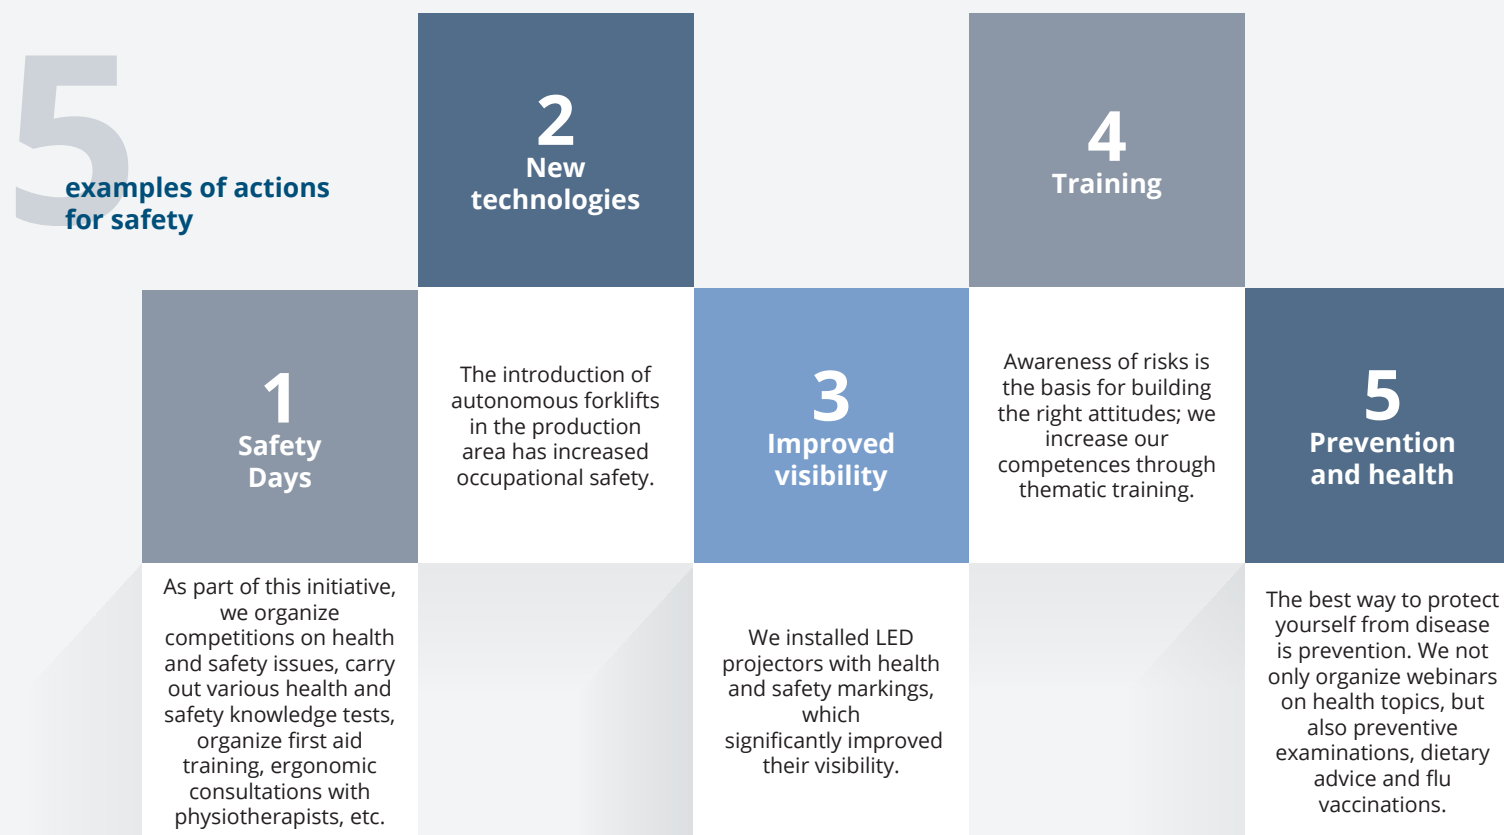 5
examples of actions
for safety
1
Safety
Days
As part of this initiative,
we organize
competitions on health
and safety issues, carry
out various health and
safety knowledge tests,
organize first aid
training, ergonomic
consultations with
physiotherapists, etc.
2
New
technologies
The introduction of
autonomous forklifts
in the production
area has increased
occupational safety.
3
Improved
visibility
We installed LED
projectors with health
and safety markings,
which
significantly improved
their visibility.
4
Training
Awareness of risks is
the basis for building
the right attitudes; we
increase our
competences through
thematic training.
5
Prevention
and health
The best way to protect
yourself from disease
is prevention. We not
only organize webinars
on health topics, but
also preventive
examinations, dietary
advice and flu
vaccinations.